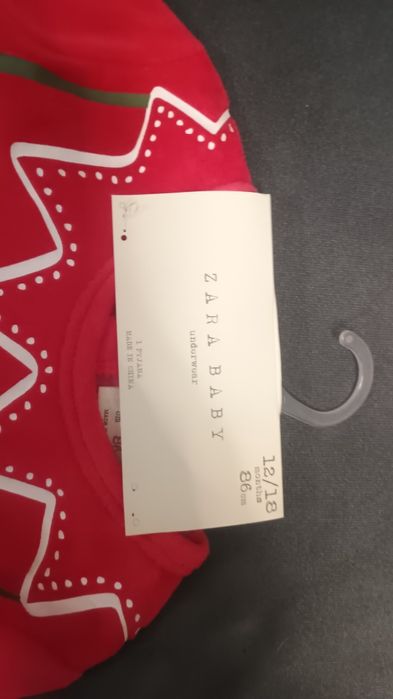 12/18
months
86cm
ZARA BABY
underwear
1 PYJAMA
MADE IN CHINA